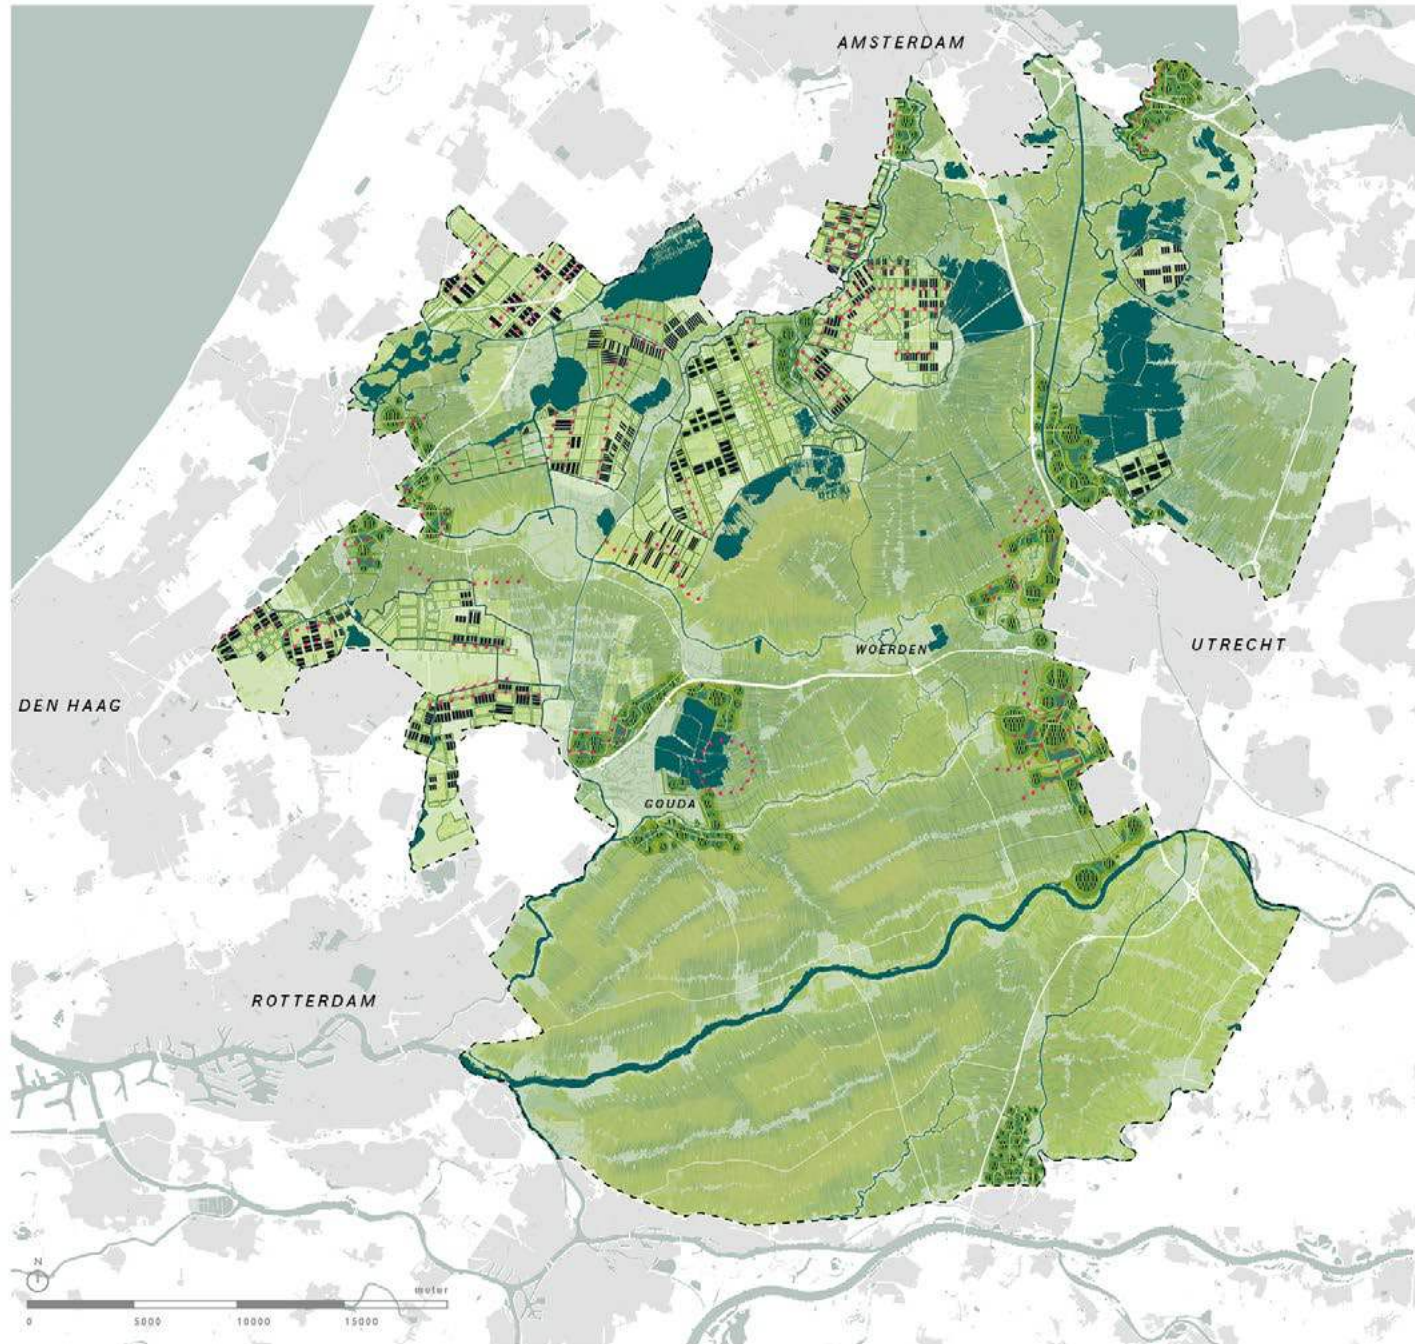 AMSTERDAM
UTRECHT
WOERDEN
DEN HAAG
GOUDA
ROTTERDAM
N
meter
0 5000 10000 15000